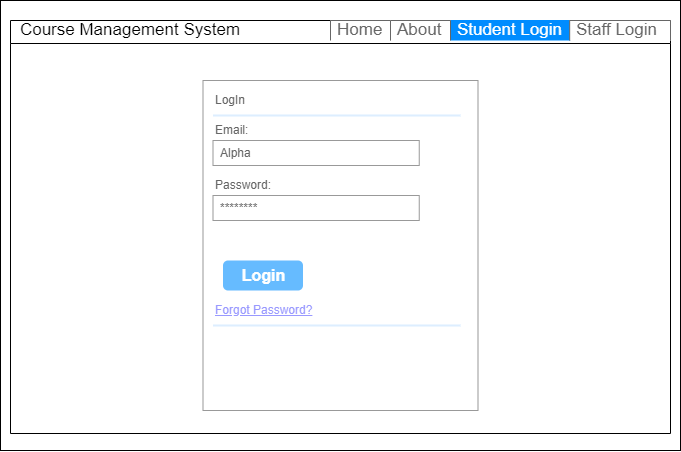 Course Management System Home About Student Login Staff Login
LogIn
Email:
Alpha
Password:
********
Login
Forgot Password?